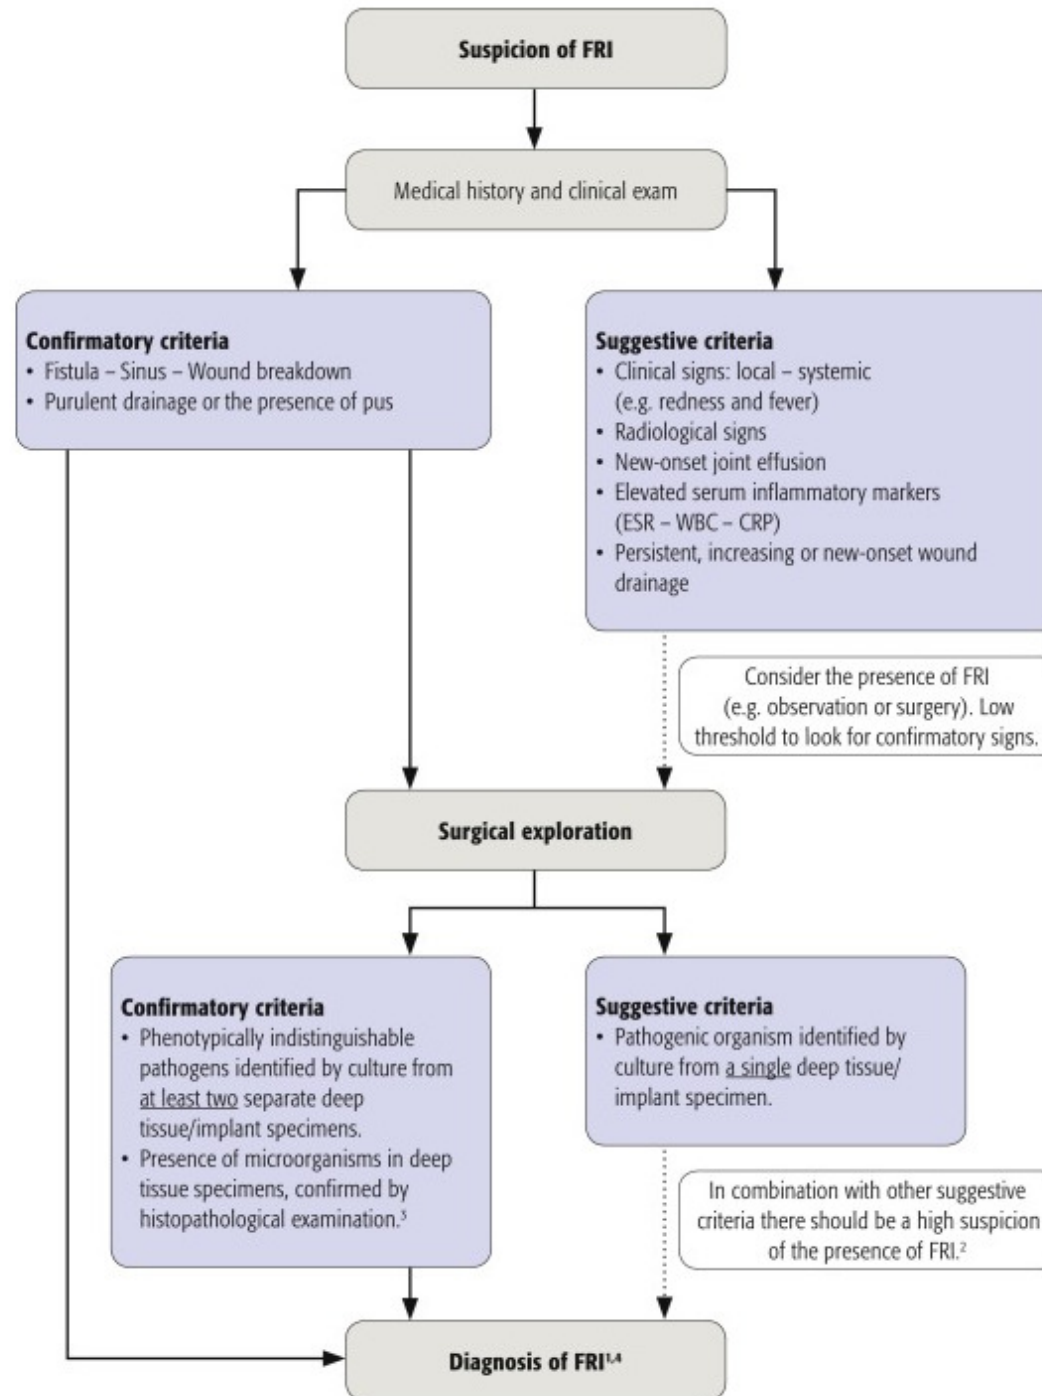 Suspicion of FRI
Medical history and clinical exam
Confirmatory criteria
• Fistula – Sinus – Wound breakdown
• Purulent drainage or the presence of pus
Suggestive criteria
• Clinical signs: local – systemic
(e.g. redness and fever)
• Radiological signs
• New-onset joint effusion
• Elevated serum inflammatory markers
(ESR – WBC – CRP)
• Persistent, increasing or new-onset wound
drainage
Consider the presence of FRI
(e.g. observation or surgery). Low
threshold to look for confirmatory signs.
Surgical exploration
Confirmatory criteria
• Phenotypically indistinguishable
pathogens identified by culture from
at least two separate deep
tissue/implant specimens.
• Presence of microorganisms in deep
tissue specimens, confirmed by
histopathological examination.³
Suggestive criteria
• Pathogenic organism identified by
culture from a single deep tissue/
implant specimen.
In combination with other suggestive
criteria there should be a high suspicion
of the presence of FRI.²
Diagnosis of FRI¹,⁴